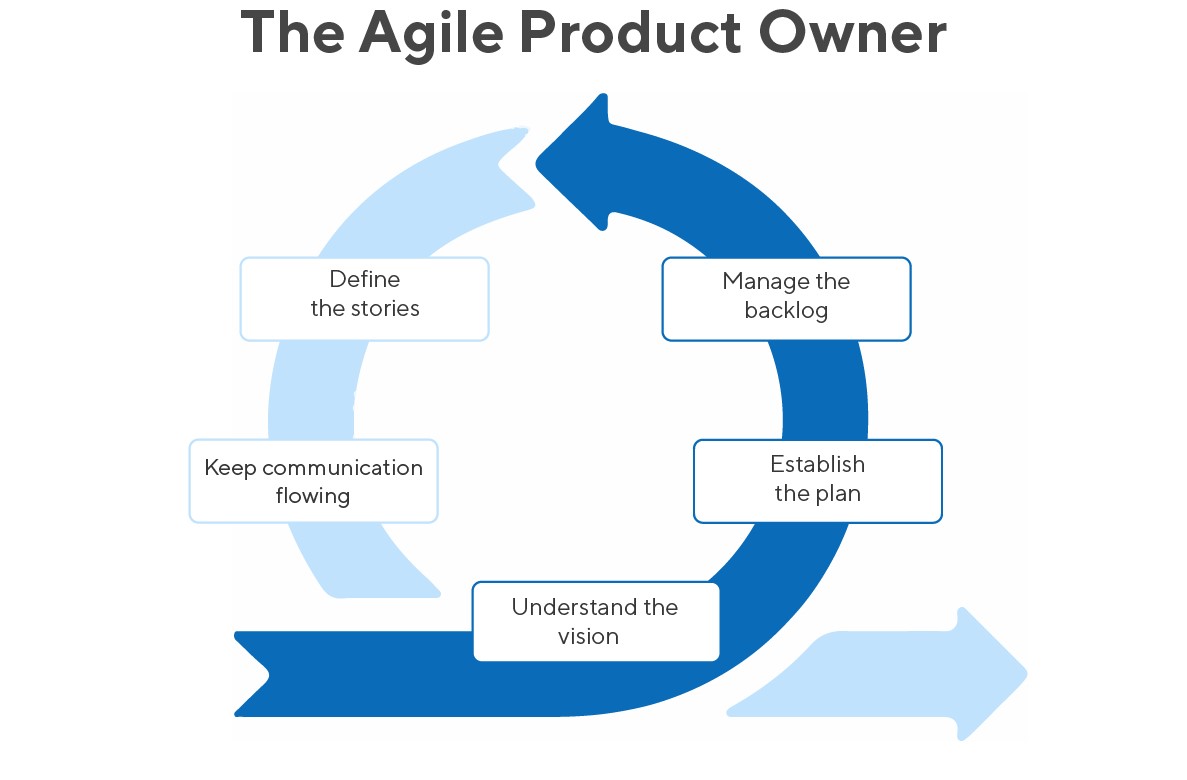 The Agile Product Owner
Define
the stories
Manage the
backlog
Keep communication
flowing
Establish
the plan
Understand the
vision